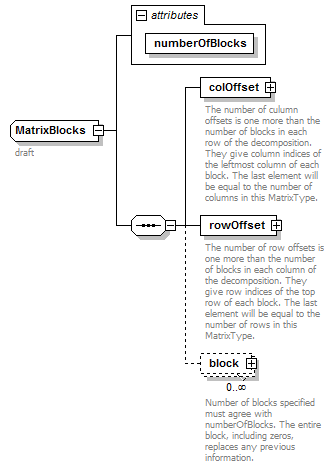 attributes
numberOfBlocks
MatrixBlocks
draft
colOffset
The number of culumn
offsets is one more than the
number of blocks in each
row of the decomposition.
They give column indices of
the leftmost column of each
block. The last element will
be equal to the number of
columns in this MatrixType.
rowOffset
The number of row offsets is
one more than the number
of blocks in each column of
the decomposition. They
give row indices of the top
row of each block. The last
element will be equal to the
number of rows in this
MatrixType.
block
0..∞
Number of blocks specified
must agree with
numberOfBlocks. The entire
block, including zeros,
replaces any previous
information.